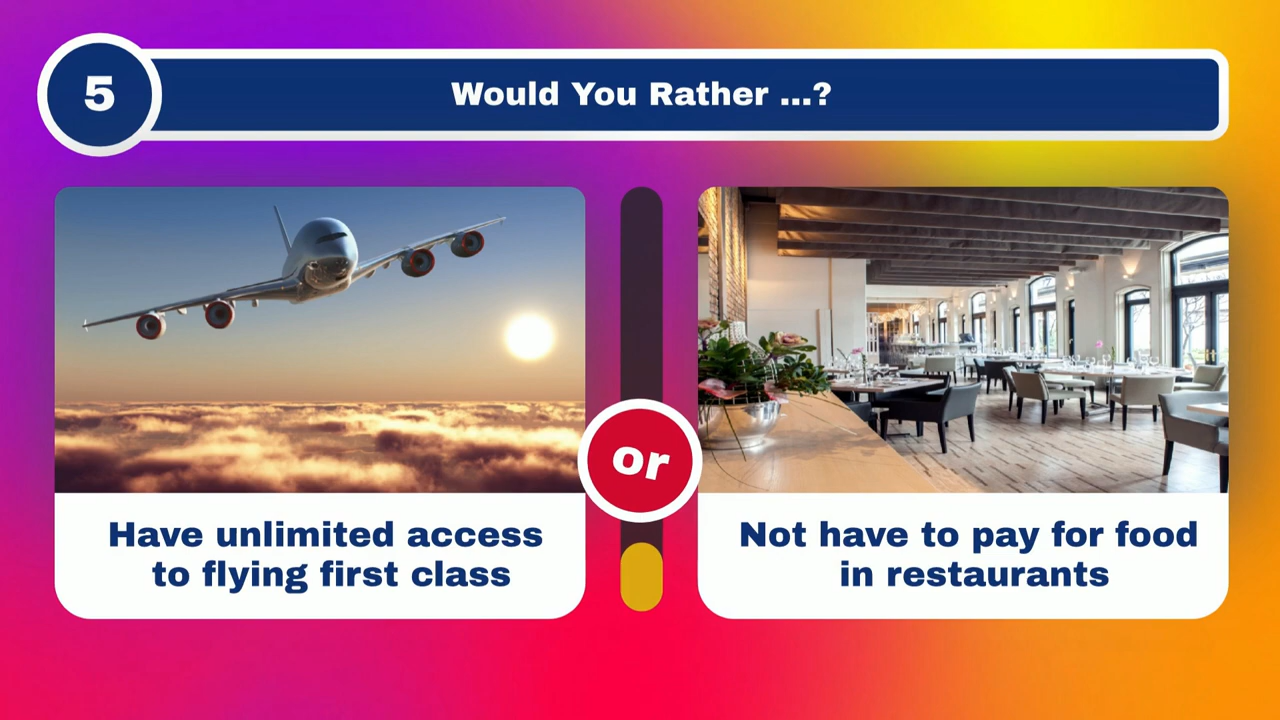 5
Would You Rather ...?
Have unlimited access
to flying first class
or
Not have to pay for food
in restaurants